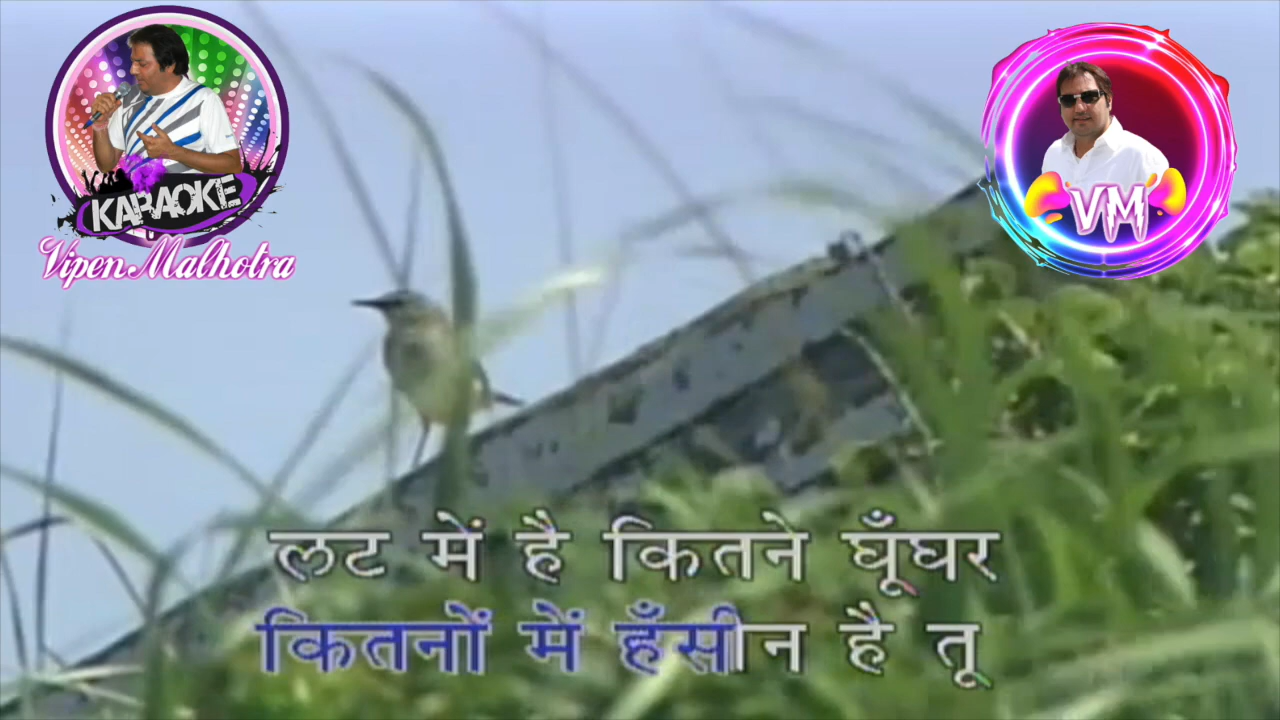 KARAOKE
Vipen Malhotra
VM
लट में है कितने घूँघर
कितनों में हँसीन है तू